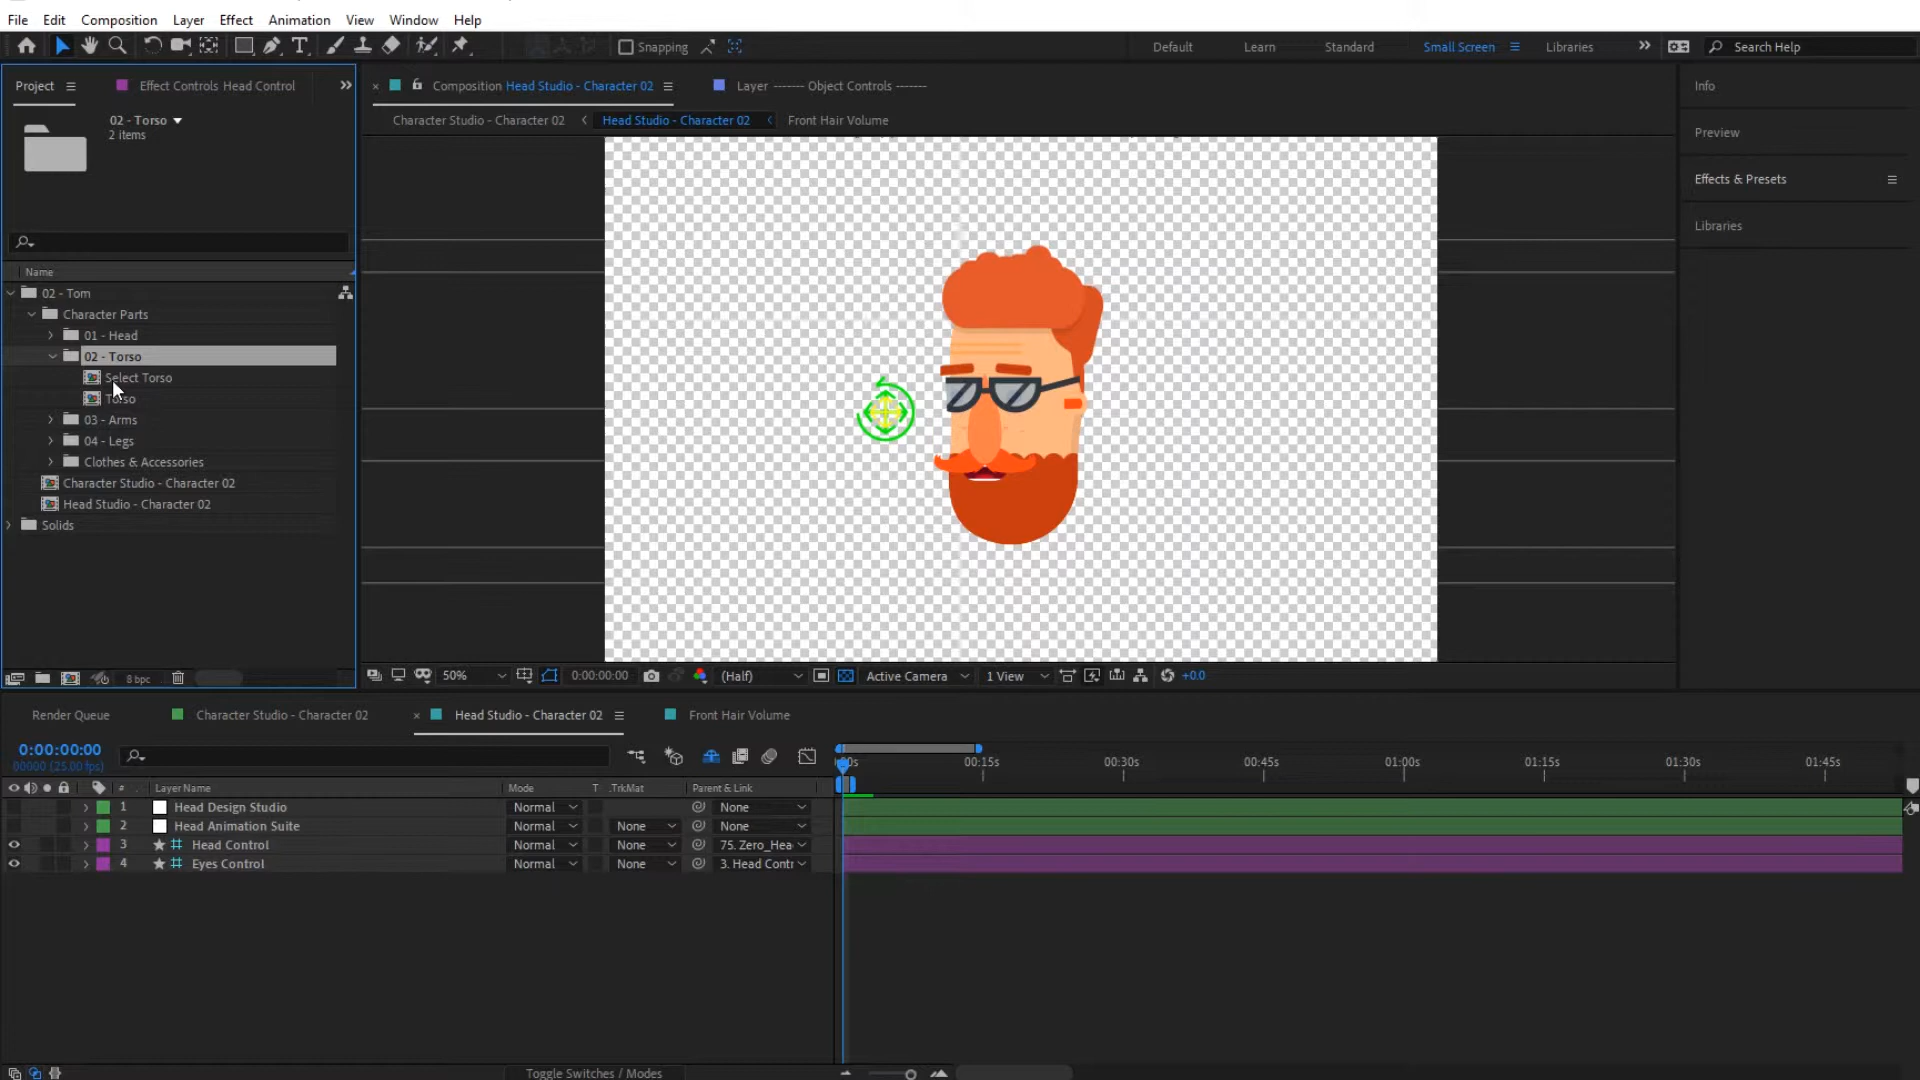 File Edit Composition Layer Effect Animation View Window Help
Snapping Default Learn Standard Small Screen Libraries Search Help
Project Effect Controls Head Control Composition Head Studio - Character 02 Layer ------- Object Controls ------- Info
02 - Torso
2 items
Character Studio - Character 02 Head Studio - Character 02 Front Hair Volume
Preview
Effects & Presets
Libraries
Name
02 - Tom
Character Parts
01 - Head
02 - Torso
Select Torso
Torso
03 - Arms
04 - Legs
Clothes & Accessories
Character Studio - Character 02
Head Studio - Character 02
Solids
8 bpc 50% 0:00:00:00 (Half) Active Camera 1 View +0.0
Render Queue Character Studio - Character 02 Head Studio - Character 02 Front Hair Volume
0:00:00:00
00000 (25.00 fps)
00:15s 00:30s 00:45s 01:00s 01:15s 01:30s 01:45s
# Layer Name Mode T .TrkMat Parent & Link
1 Head Design Studio Normal None
2 Head Animation Suite Normal None None
3 Head Control Normal None 75. Zero_Hea
4 Eyes Control Normal None 3. Head Contr
Toggle Switches / Modes